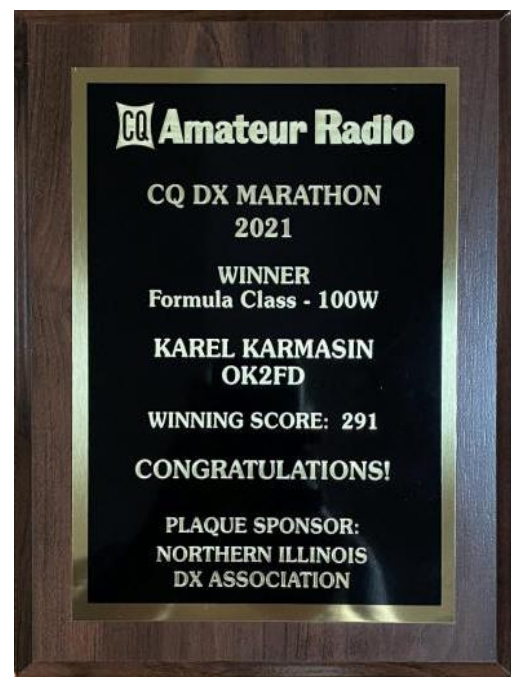 CQ Amateur Radio
CQ DX MARATHON
2021
WINNER
Formula Class - 100W
KAREL KARMASIN
OK2FD
WINNING SCORE: 291
CONGRATULATIONS!
PLAQUE SPONSOR:
NORTHERN ILLINOIS
DX ASSOCIATION